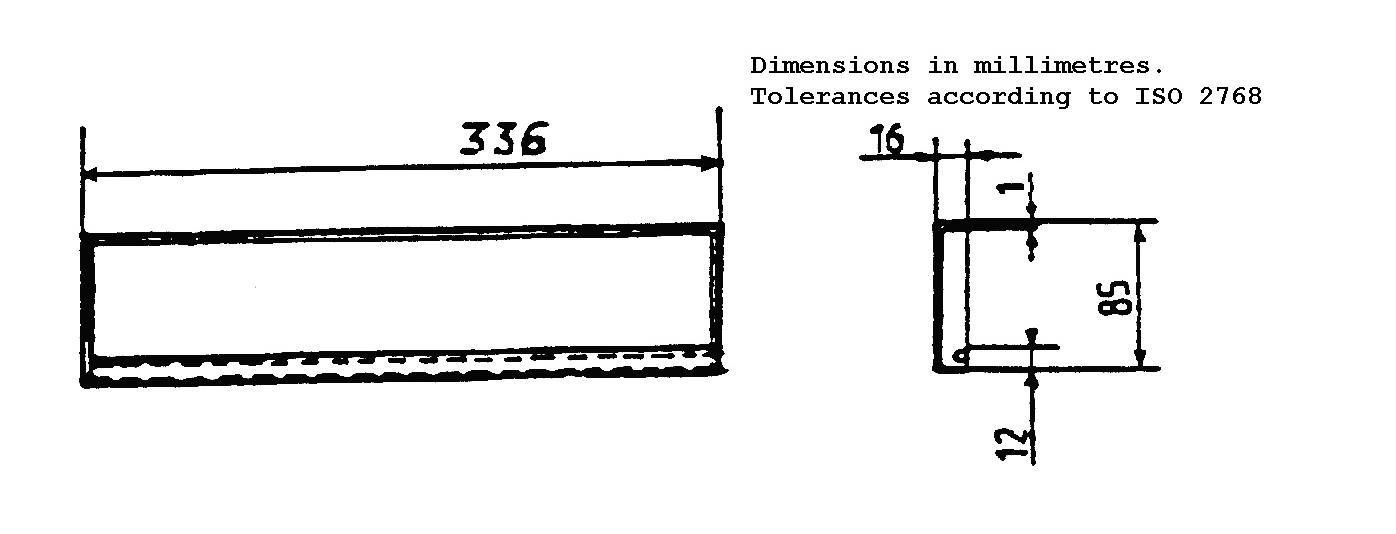 Dimensions in millimetres.
Tolerances according to ISO 2768
336
16
1
85
12